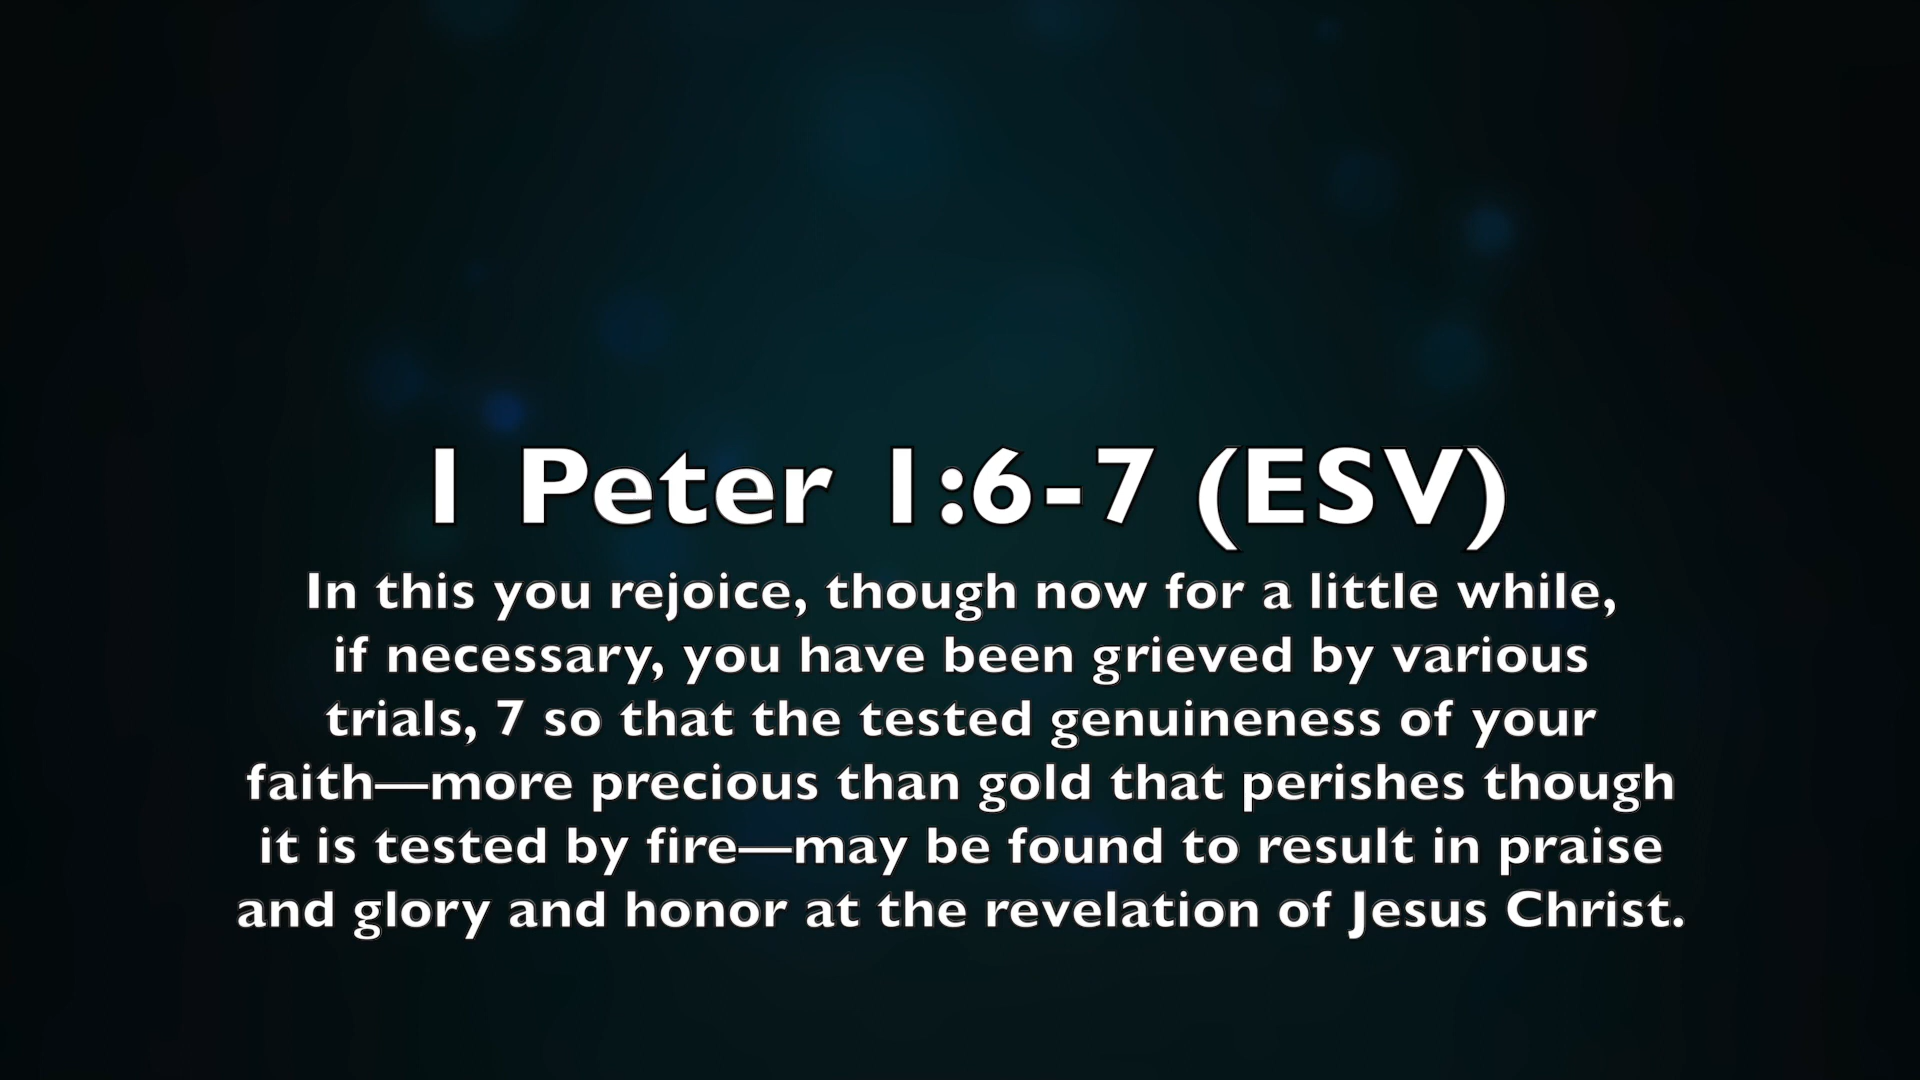 1 Peter 1:6-7 (ESV)
In this you rejoice, though now for a little while,
if necessary, you have been grieved by various
trials, 7 so that the tested genuineness of your
faith—more precious than gold that perishes though
it is tested by fire—may be found to result in praise
and glory and honor at the revelation of Jesus Christ.